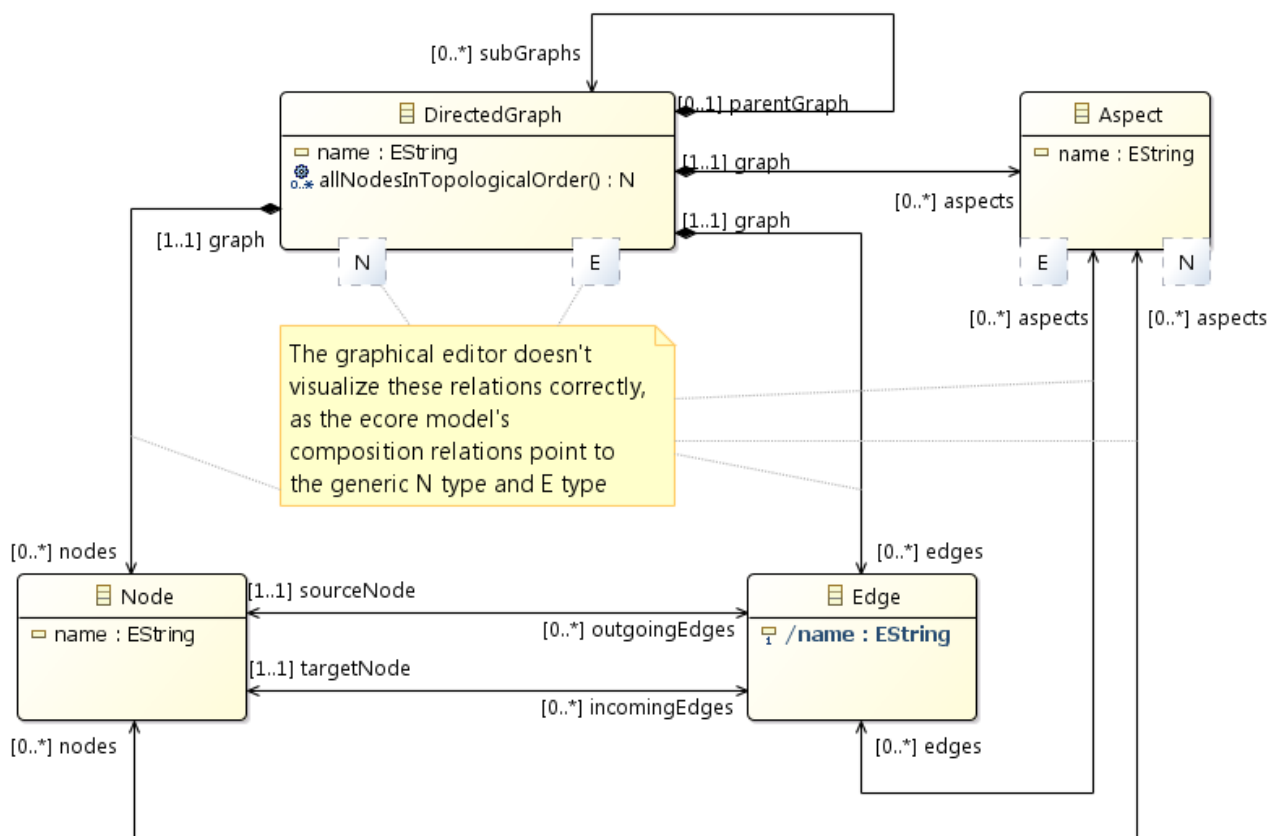 [0..*] subGraphs
DirectedGraph
[0..1] parentGraph
Aspect
name : EString
0..* allNodesInTopologicalOrder() : N
[1..1] graph
name : EString
[0..*] aspects
[1..1] graph
[1..1] graph
N
E
E
N
[0..*] aspects
[0..*] aspects
The graphical editor doesn't
visualize these relations correctly,
as the ecore model's
composition relations point to
the generic N type and E type
[0..*] nodes
[0..*] edges
Node
[1..1] sourceNode
Edge
name : EString
[0..*] outgoingEdges
1 /name : EString
[1..1] targetNode
[0..*] incomingEdges
[0..*] nodes
[0..*] edges